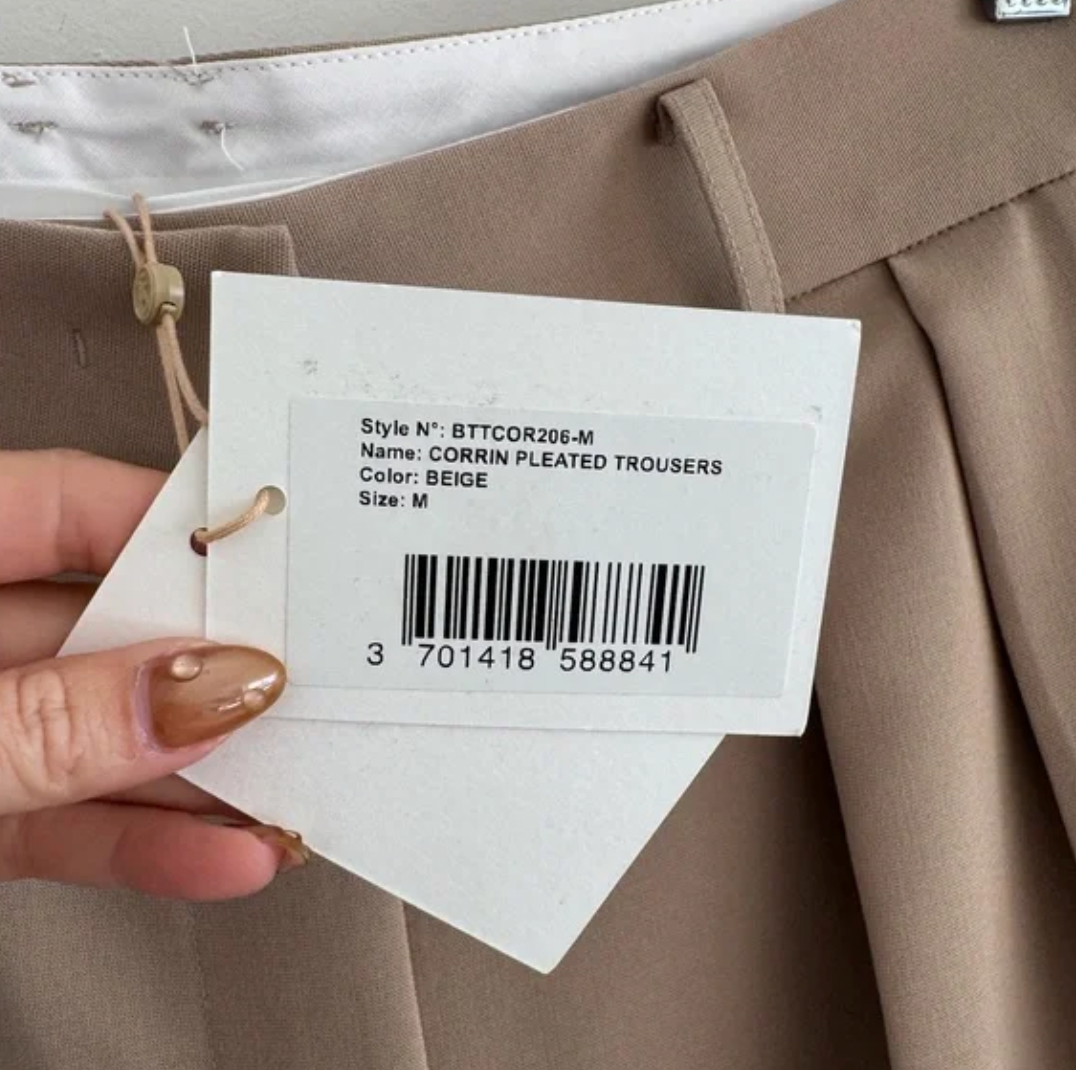 Style N°: BTTCOR206-M
Name: CORRIN PLEATED TROUSERS
Color: BEIGE
Size: M
3 701418 588841